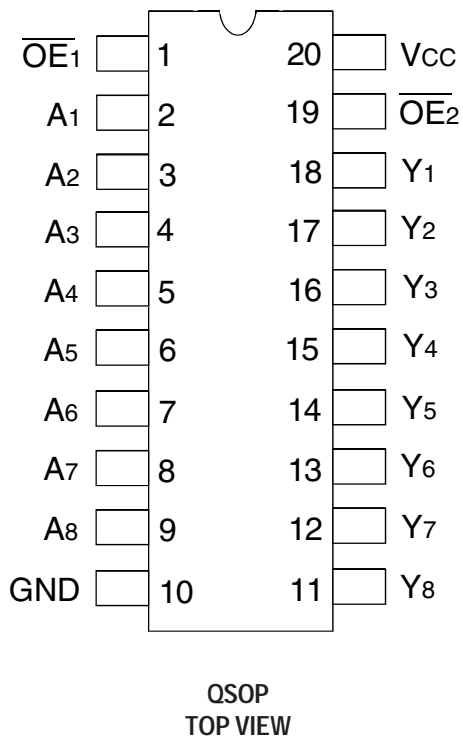 O̅E̅1 1 20 VCC
A1 2 19 O̅E̅2
A2 3 18 Y1
A3 4 17 Y2
A4 5 16 Y3
A5 6 15 Y4
A6 7 14 Y5
A7 8 13 Y6
A8 9 12 Y7
GND 10 11 Y8
QSOP
TOP VIEW